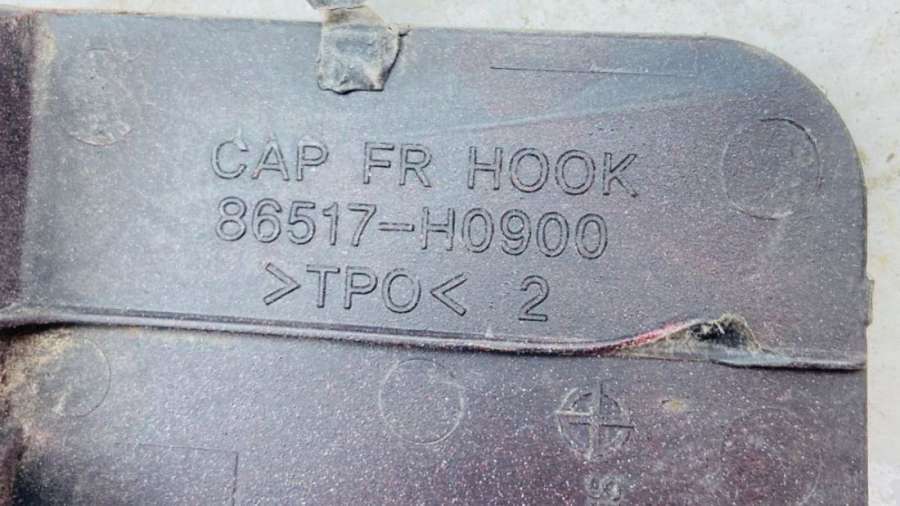 CAP FR HOOK
86517-H0900
>TPO< 2